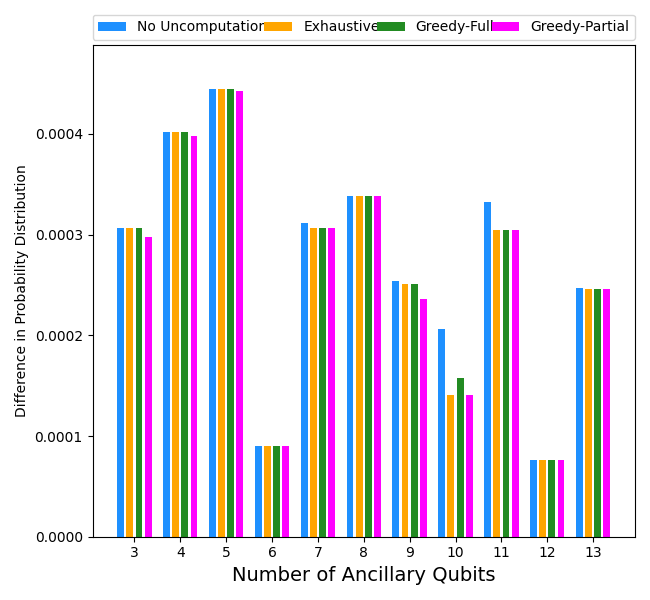 No Uncomputation Exhaustive Greedy-Full Greedy-Partial
0.0004
0.0003
0.0002
0.0001
0.0000
Difference in Probability Distribution
3 4 5 6 7 8 9 10 11 12 13
Number of Ancillary Qubits